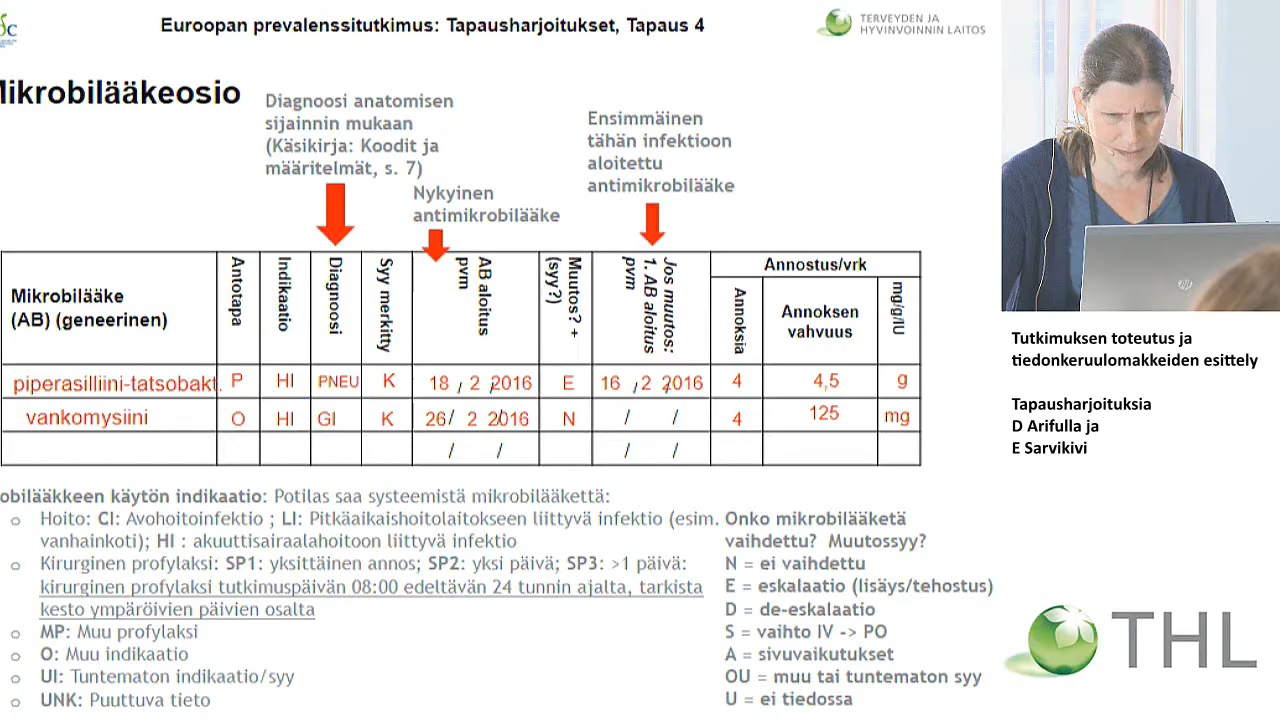 Euroopan prevalenssitutkimus: Tapausharjoitukset, Tapaus 4
TERVEYDEN JA
HYVINVOINNIN LAITOS
Mikrobilääkeosio
Diagnoosi anatomisen
sijainnin mukaan
(Käsikirja: Koodit ja
määritelmät, s. 7)
Nykyinen
antimikrobilääke
Ensimmäinen
tähän infektioon
aloitettu
antimikrobilääke
Mikrobilääke
(AB) (geneerinen)
Antotapa
Indikaatio
Diagnoosi
Syy merkitty
AB aloitus
pvm
Muutos? +
(syy?)
Jos muutos:
1. AB aloitus
pvm
Annostus/vrk
Annoksia
Annoksen
vahvuus
mg/g/IU
piperasilliini-tatsobakt. P HI PNEU K 18 / 2 / 2016 E 16 / 2 / 2016 4 4,5 g
vankomysiini O HI GI K 26 / 2 / 2016 N / / 4 125 mg
/ / / /
obilääkkeen käytön indikaatio: Potilas saa systeemistä mikrobilääkettä:
o Hoito: CI: Avohoitoinfektio ; LI: Pitkäaikaishoitolaitokseen liittyvä infektio (esim.
vanhainkoti); HI : akuuttisairaalahoitoon liittyvä infektio
o Kirurginen profylaksi: SP1: yksittäinen annos; SP2: yksi päivä; SP3: >1 päivä:
kirurginen profylaksi tutkimuspäivän 08:00 edeltävän 24 tunnin ajalta, tarkista
kesto ympäröivien päivien osalta
o MP: Muu profylaksi
o O: Muu indikaatio
o UI: Tuntematon indikaatio/syy
o UNK: Puuttuva tieto
Onko mikrobilääketä
vaihdettu? Muutossyy?
N = ei vaihdettu
E = eskalaatio (lisäys/tehostus)
D = de-eskalaatio
S = vaihto IV -> PO
A = sivuvaikutukset
OU = muu tai tuntematon syy
U = ei tiedossa
Tutkimuksen toteutus ja
tiedonkeruulomakkeiden esittely
Tapausharjoituksia
D Arifulla ja
E Sarvikivi
THL